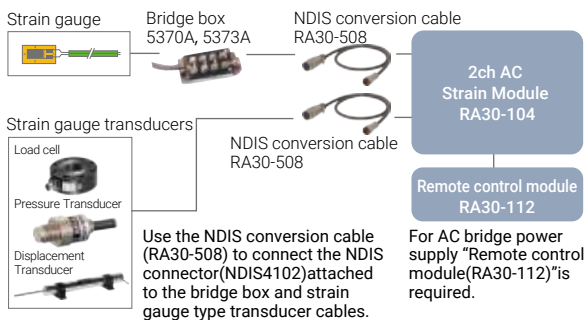 Strain gauge
Bridge box
5370A, 5373A
NDIS conversion cable
RA30-508
2ch AC
Strain Module
RA30-104
Strain gauge transducers
NDIS conversion cable
RA30-508
Load cell
Pressure Transducer
Displacement
Transducer
Remote control module
RA30-112
Use the NDIS conversion cable
(RA30-508) to connect the NDIS
connector(NDIS4102)attached
to the bridge box and strain
gauge type transducer cables.
For AC bridge power
supply “Remote control
module(RA30-112)”is
required.